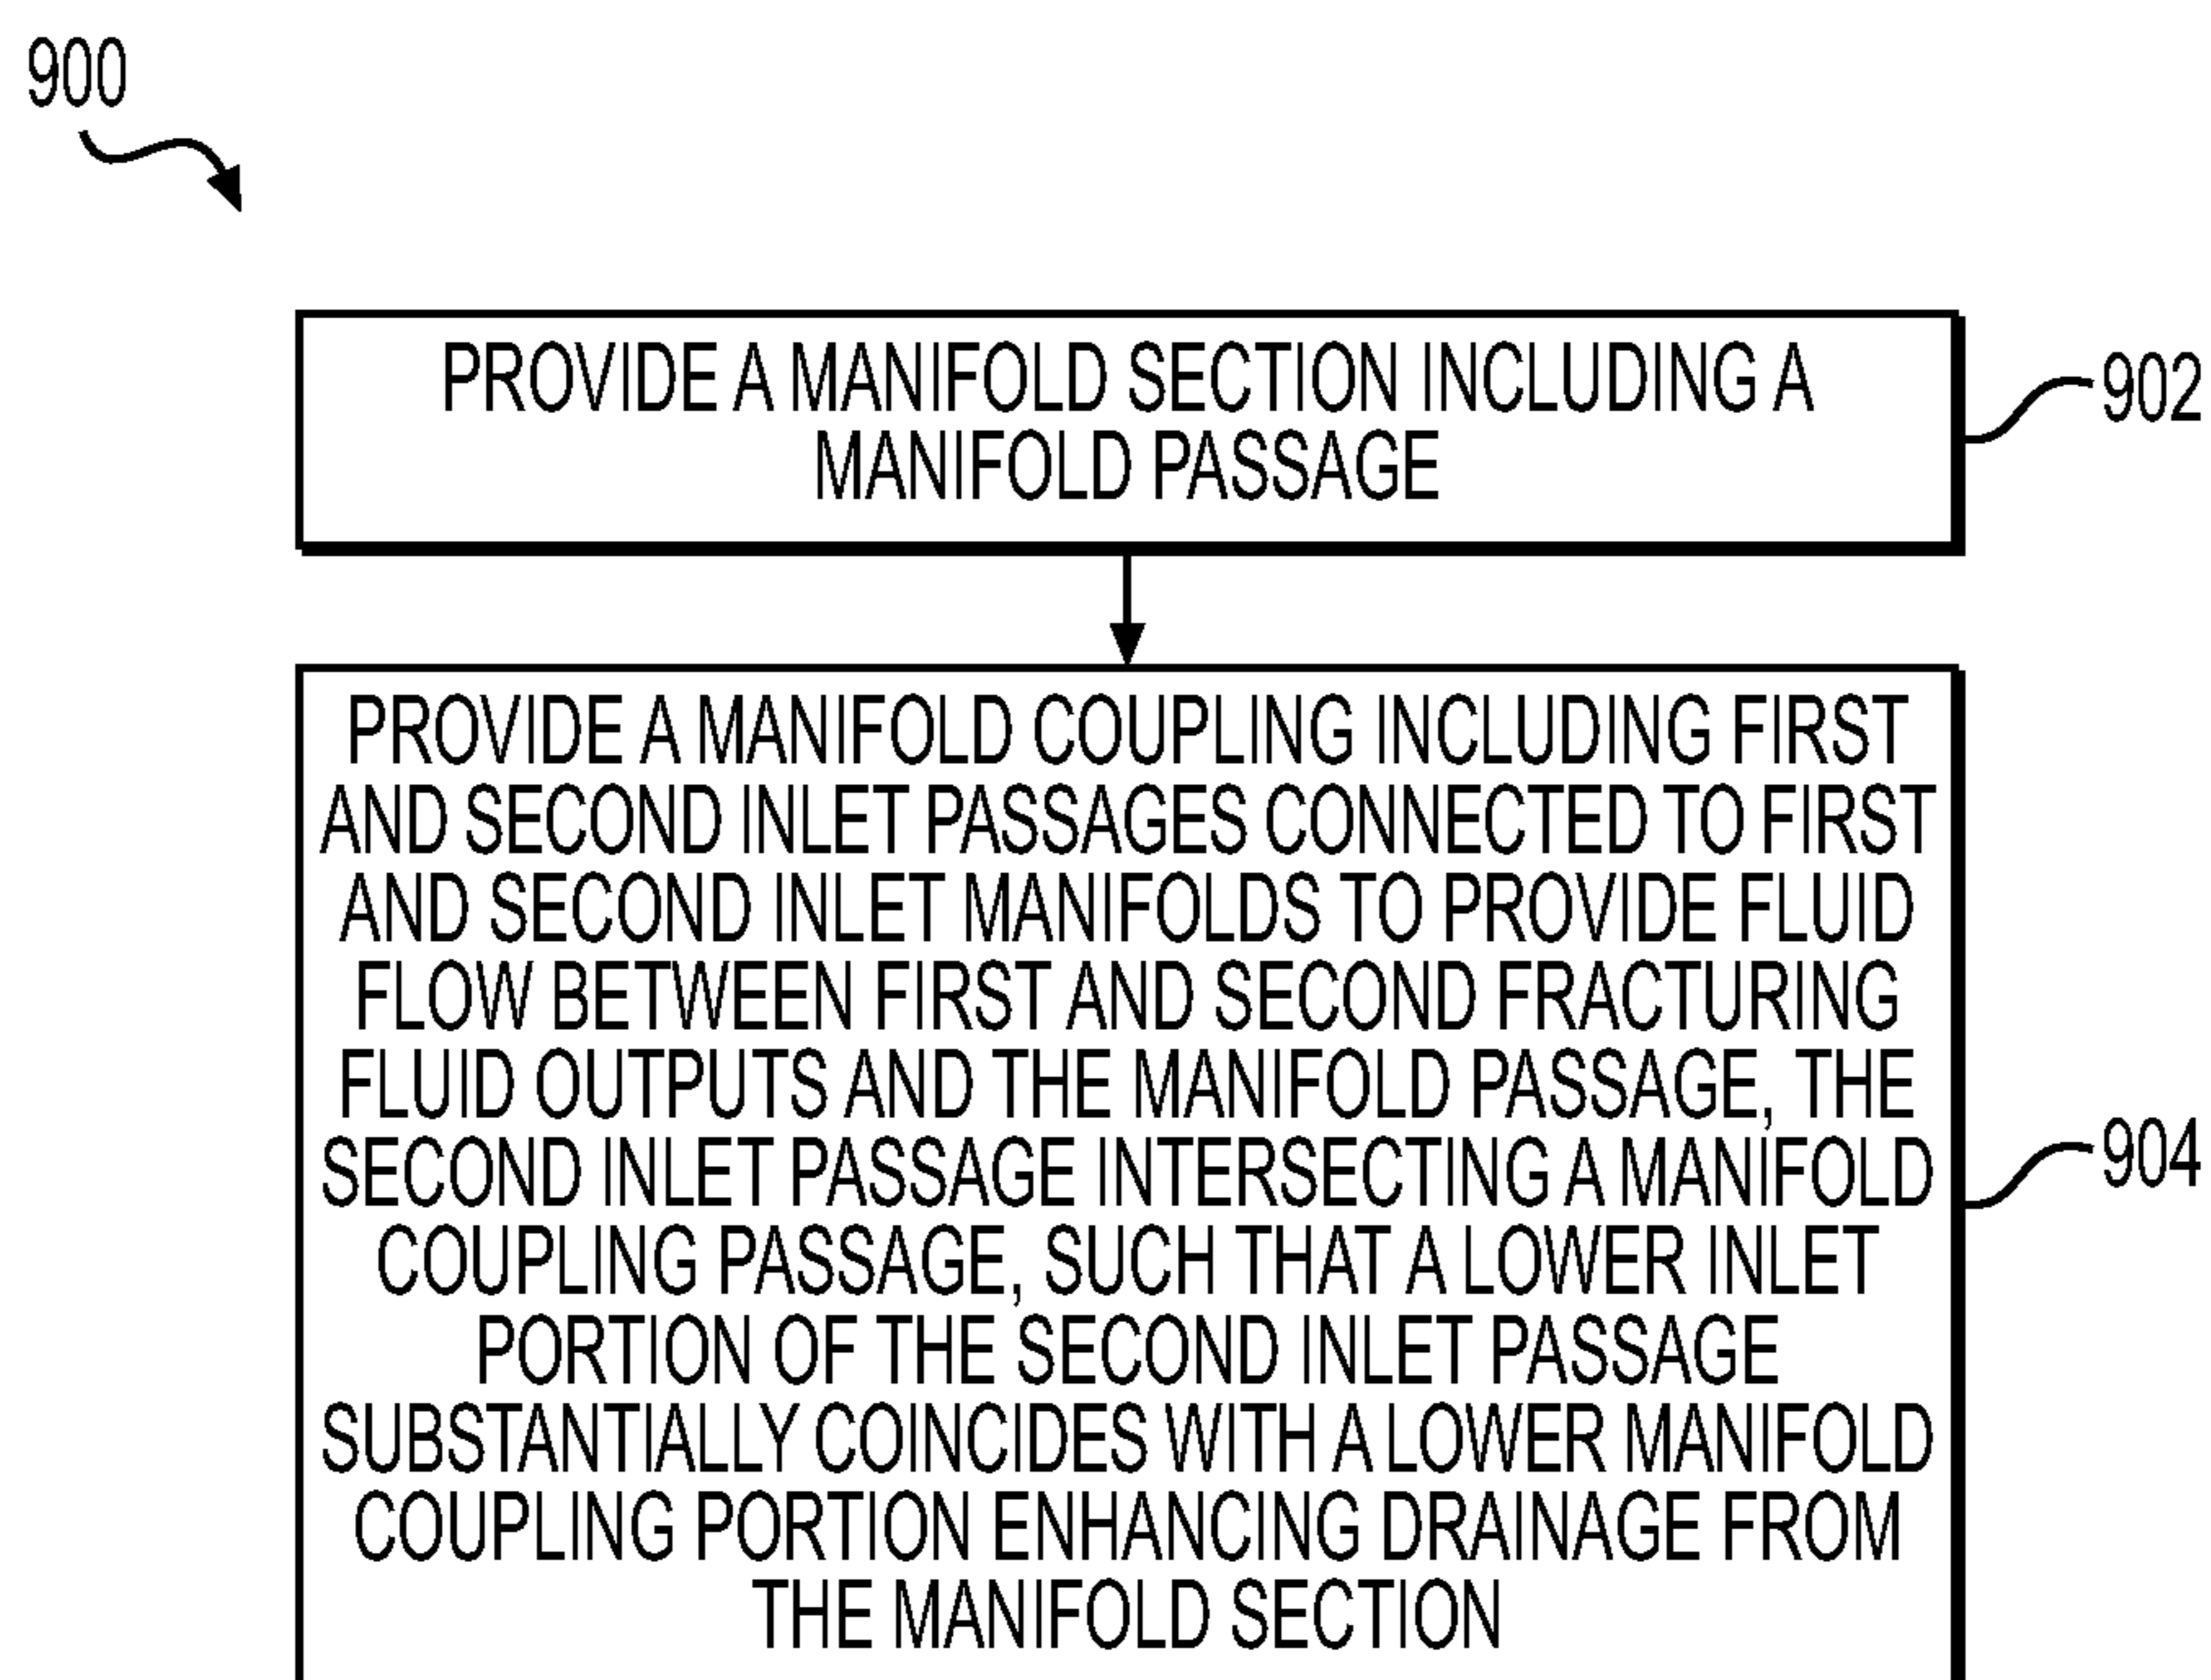 900
PROVIDE A MANIFOLD SECTION INCLUDING A
MANIFOLD PASSAGE
902
PROVIDE A MANIFOLD COUPLING INCLUDING FIRST
AND SECOND INLET PASSAGES CONNECTED TO FIRST
AND SECOND INLET MANIFOLDS TO PROVIDE FLUID
FLOW BETWEEN FIRST AND SECOND FRACTURING
FLUID OUTPUTS AND THE MANIFOLD PASSAGE, THE
SECOND INLET PASSAGE INTERSECTING A MANIFOLD
COUPLING PASSAGE, SUCH THAT A LOWER INLET
PORTION OF THE SECOND INLET PASSAGE
SUBSTANTIALLY COINCIDES WITH A LOWER MANIFOLD
COUPLING PORTION ENHANCING DRAINAGE FROM
THE MANIFOLD SECTION
904